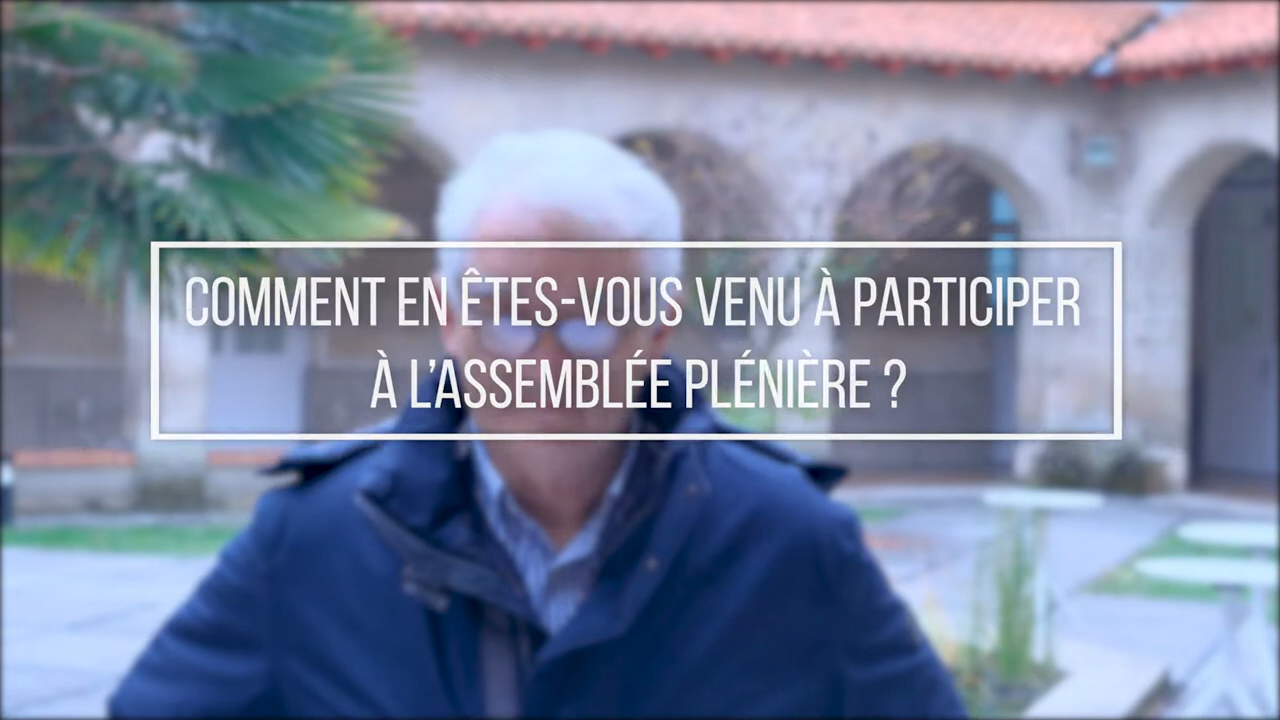 COMMENT EN ÊTES-VOUS VENU À PARTICIPER
À L’ASSEMBLÉE PLÉNIÈRE ?